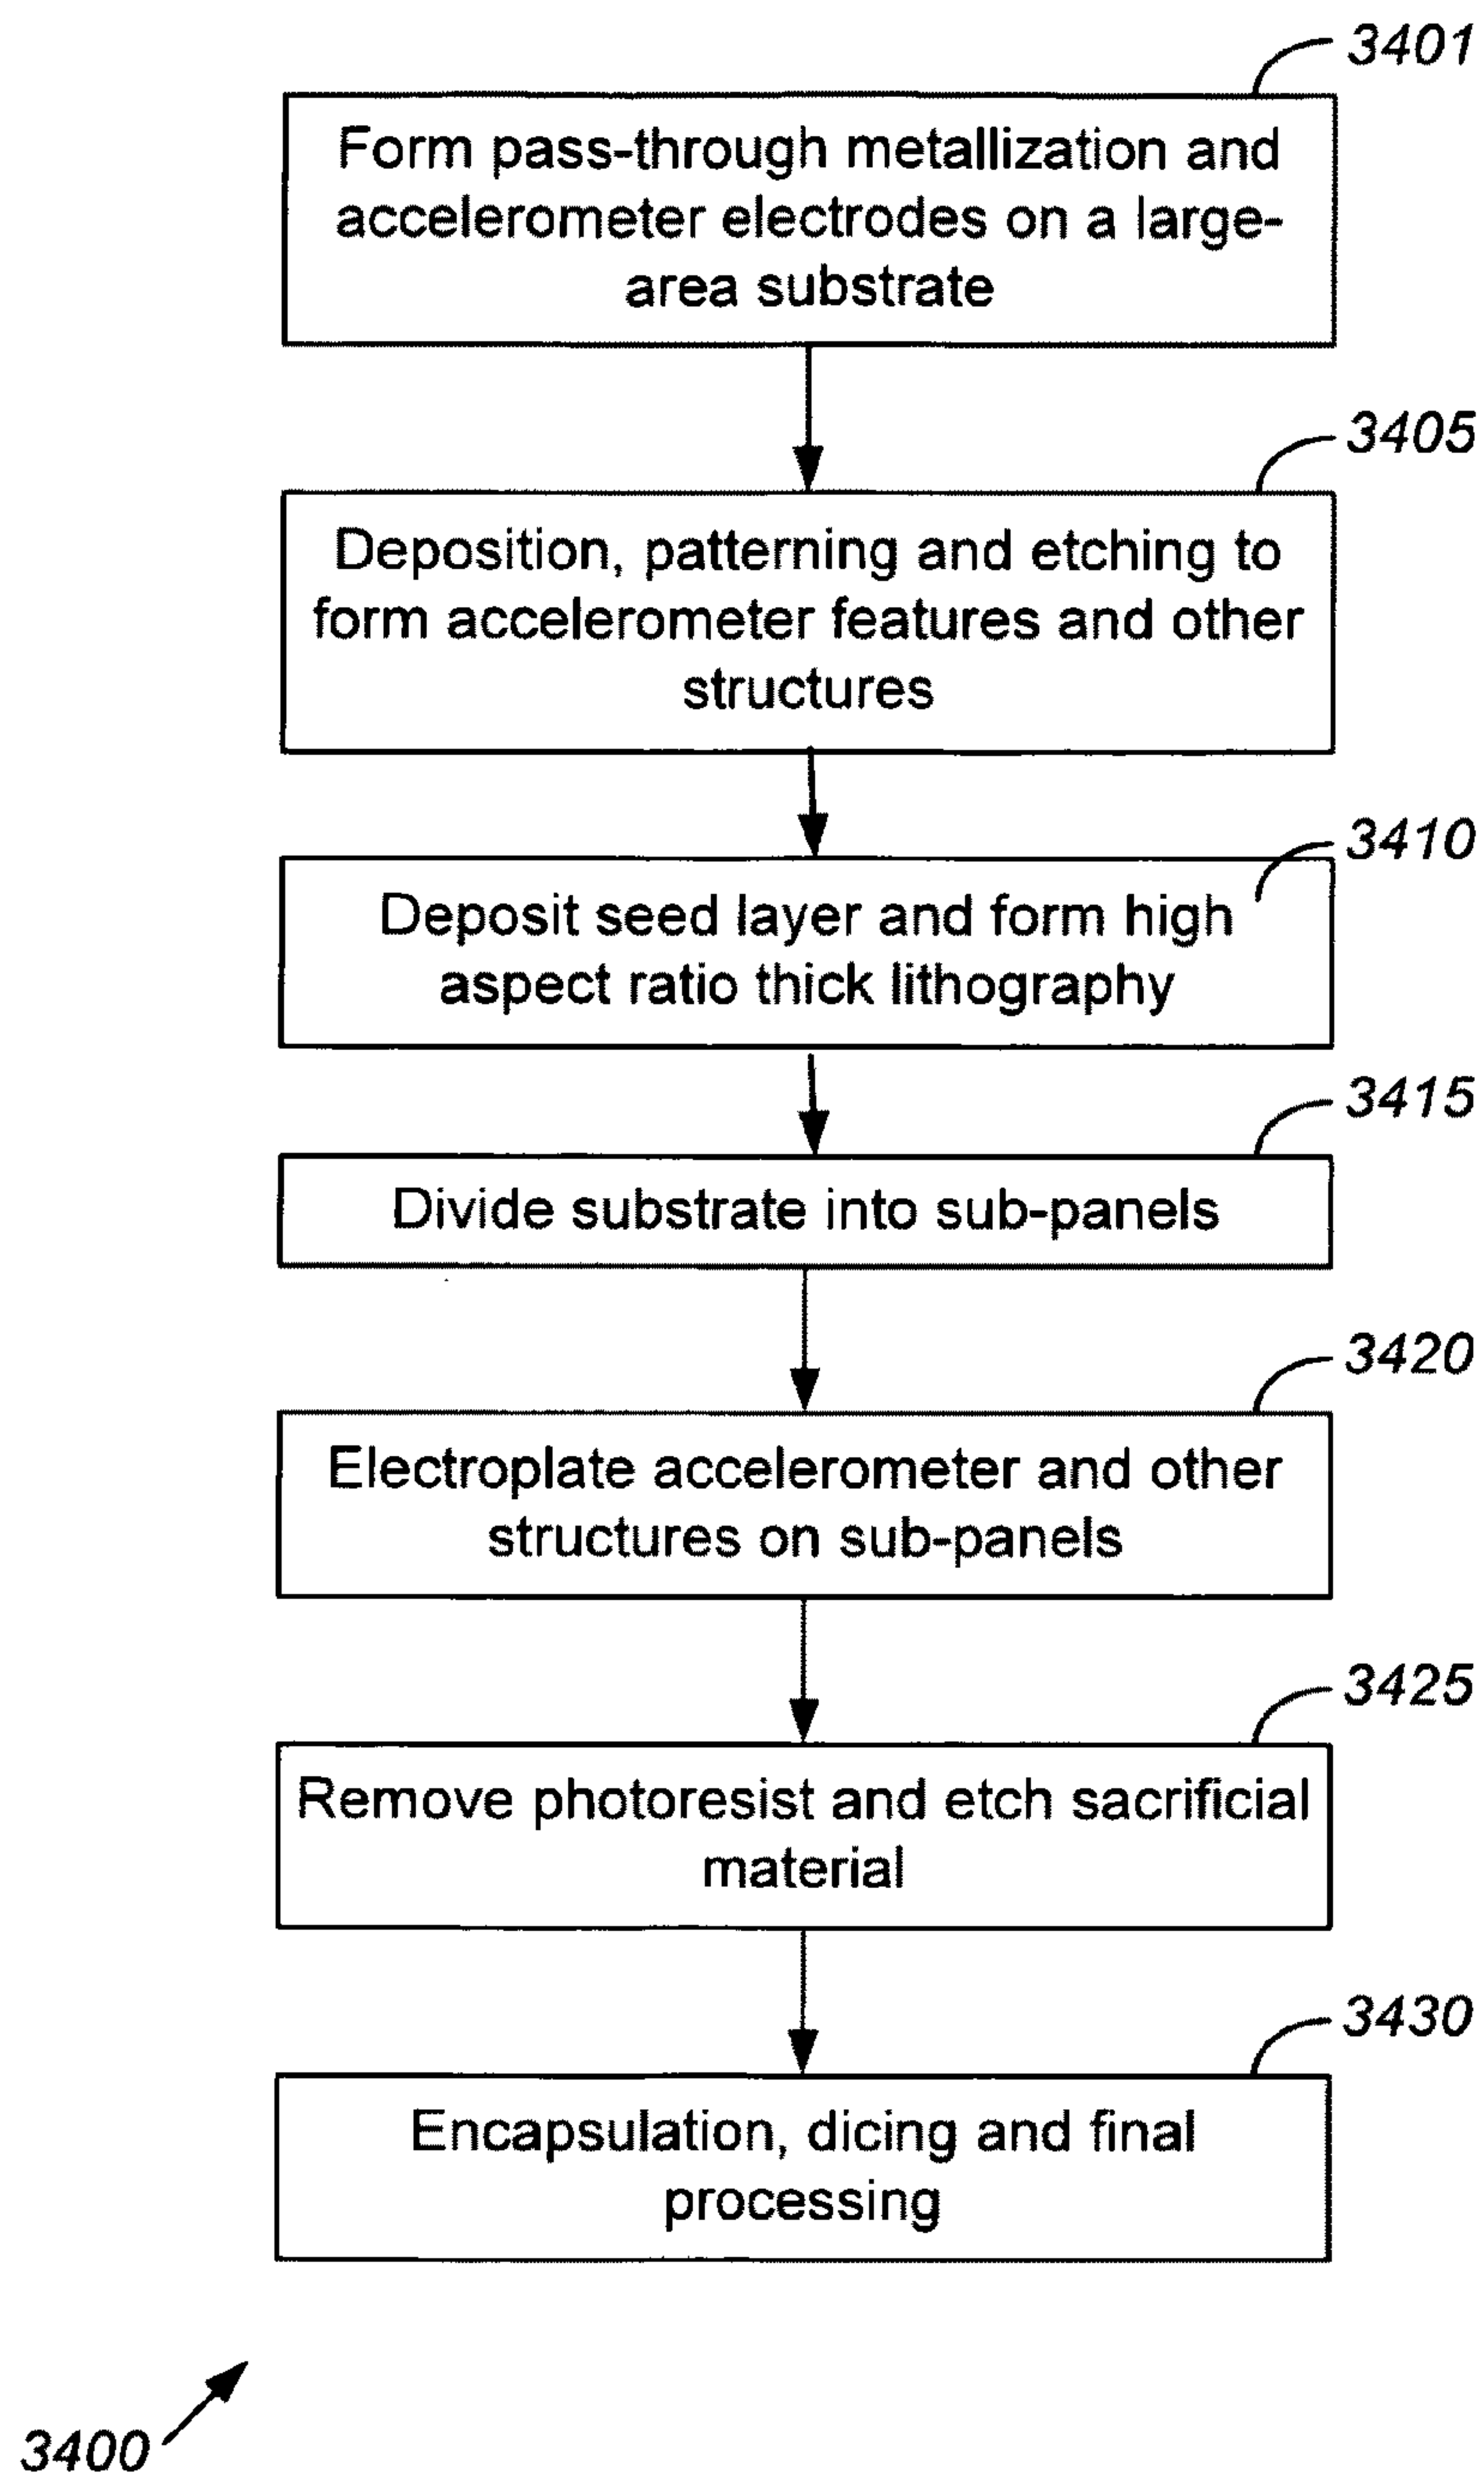 3401
Form pass-through metallization and
accelerometer electrodes on a large-
area substrate
3405
Deposition, patterning and etching to
form accelerometer features and other
structures
3410
Deposit seed layer and form high
aspect ratio thick lithography
3415
Divide substrate into sub-panels
3420
Electroplate accelerometer and other
structures on sub-panels
3425
Remove photoresist and etch sacrificial
material
3430
Encapsulation, dicing and final
processing
3400